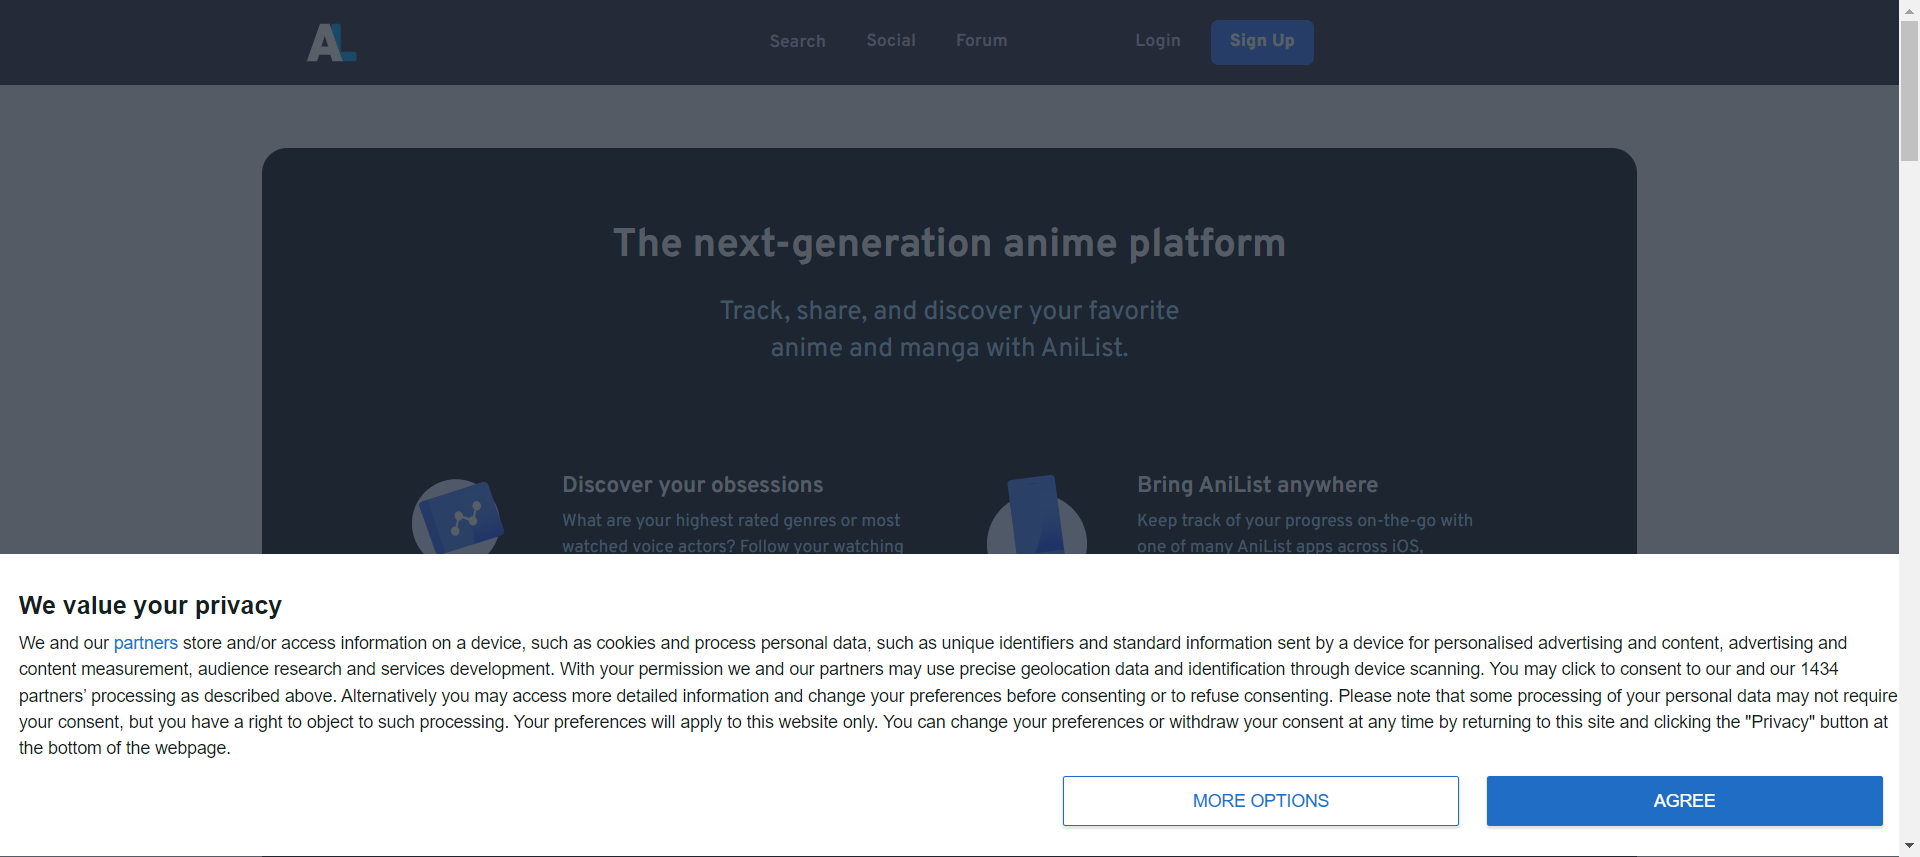 AL
Search Social Forum Login Sign Up
The next-generation anime platform
Track, share, and discover your favorite
anime and manga with AniList.
Discover your obsessions
What are your highest rated genres or most
watched voice actors? Follow your watching
Bring AniList anywhere
Keep track of your progress on-the-go with
one of many AniList apps across iOS,
We value your privacy
We and our partners store and/or access information on a device, such as cookies and process personal data, such as unique identifiers and standard information sent by a device for personalised advertising and content, advertising and
content measurement, audience research and services development. With your permission we and our partners may use precise geolocation data and identification through device scanning. You may click to consent to our and our 1434
partners’ processing as described above. Alternatively you may access more detailed information and change your preferences before consenting or to refuse consenting. Please note that some processing of your personal data may not require
your consent, but you have a right to object to such processing. Your preferences will apply to this website only. You can change your preferences or withdraw your consent at any time by returning to this site and clicking the "Privacy" button at
the bottom of the webpage.
MORE OPTIONS
AGREE